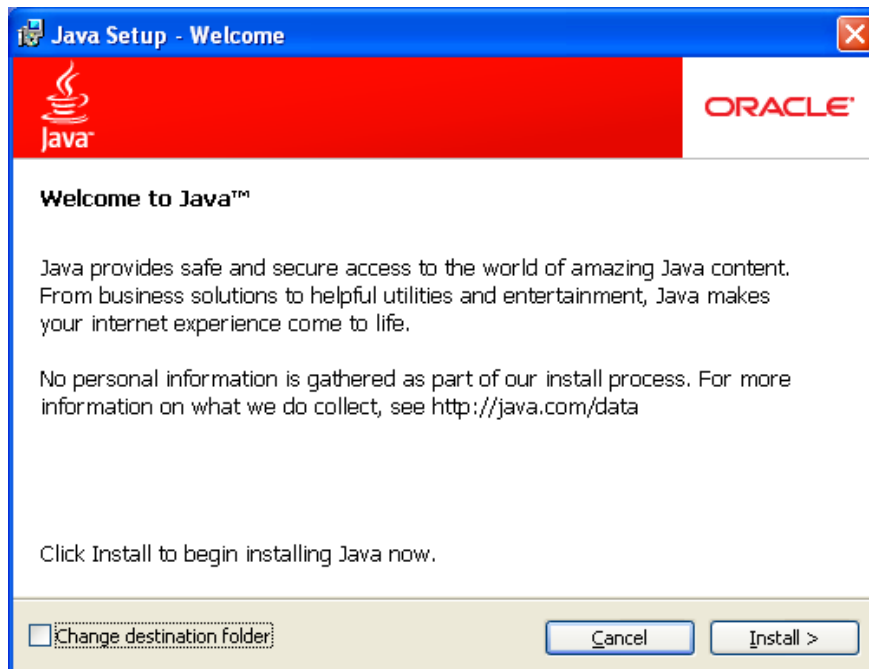 Java Setup - Welcome
Java™
ORACLE®
Welcome to Java™
Java provides safe and secure access to the world of amazing Java content.
From business solutions to helpful utilities and entertainment, Java makes
your internet experience come to life.
No personal information is gathered as part of our install process. For more
information on what we do collect, see http://java.com/data
Click Install to begin installing Java now.
Change destination folder
Cancel
Install >